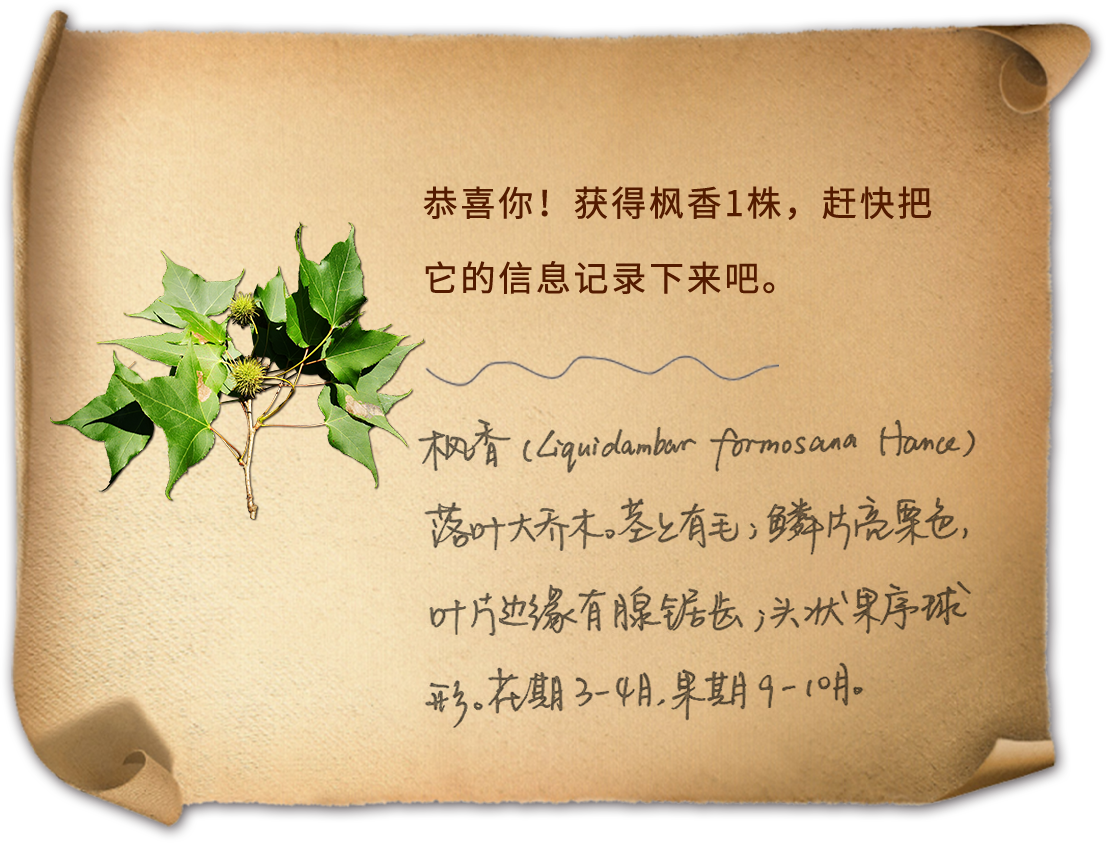 恭喜你！获得枫香1株，赶快把
它的信息记录下来吧。
枫香（Liquidambar formosana Hance）
落叶大乔木。茎上有毛；鳞片亮栗色，
叶片边缘有腺锯齿；头状果序球
形。花期3-4月，果期9-10月。